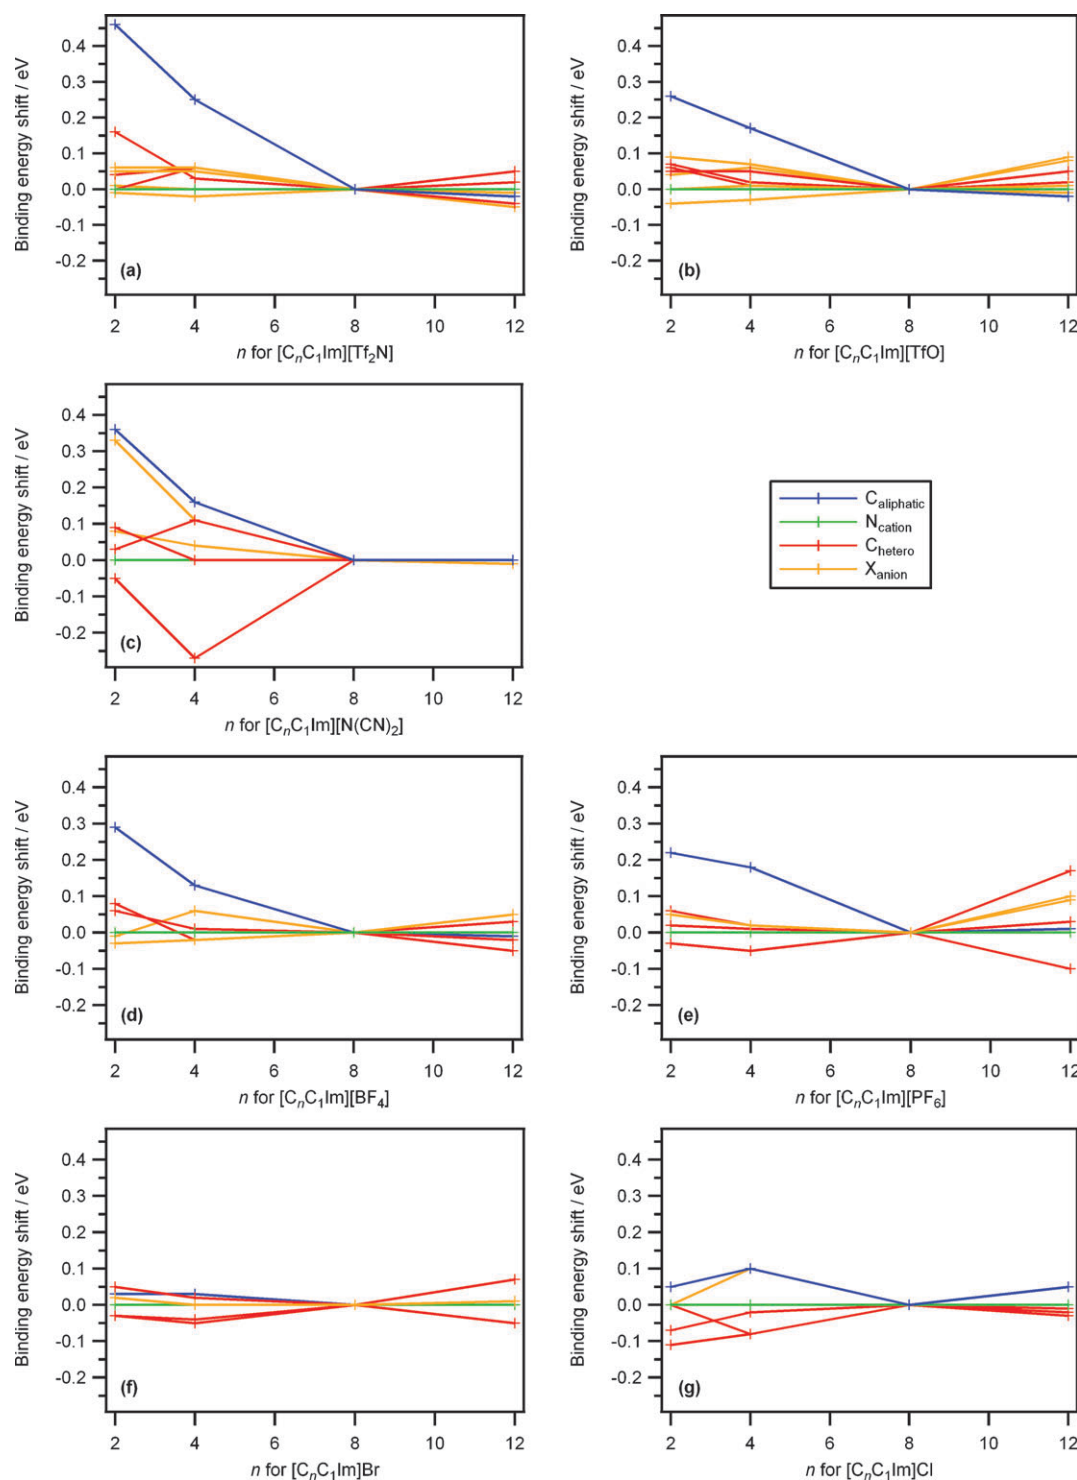 Binding energy shift / eV
0.4
0.3
0.2
0.1
0.0
-0.1
-0.2
(a)
2 4 6 8 10 12
n for [CnC1Im][Tf2N]
Binding energy shift / eV
0.4
0.3
0.2
0.1
0.0
-0.1
-0.2
(b)
2 4 6 8 10 12
n for [CnC1Im][TfO]
Binding energy shift / eV
0.4
0.3
0.2
0.1
0.0
-0.1
-0.2
(c)
2 4 6 8 10 12
n for [CnC1Im][N(CN)2]
Caliphatic
Ncation
Chetero
Xanion
Binding energy shift / eV
0.4
0.3
0.2
0.1
0.0
-0.1
-0.2
(d)
2 4 6 8 10 12
n for [CnC1Im][BF4]
Binding energy shift / eV
0.4
0.3
0.2
0.1
0.0
-0.1
-0.2
(e)
2 4 6 8 10 12
n for [CnC1Im][PF6]
Binding energy shift / eV
0.4
0.3
0.2
0.1
0.0
-0.1
-0.2
(f)
2 4 6 8 10 12
n for [CnC1Im]Br
Binding energy shift / eV
0.4
0.3
0.2
0.1
0.0
-0.1
-0.2
(g)
2 4 6 8 10 12
n for [CnC1Im]Cl